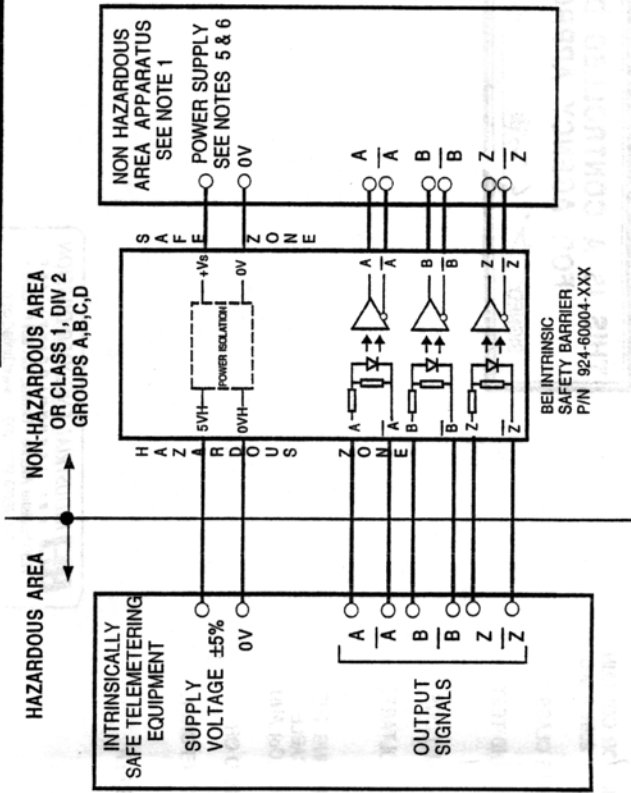 HAZARDOUS AREA
NON-HAZARDOUS AREA
OR CLASS 1, DIV 2
GROUPS A,B,C,D
INTRINSICALLY
SAFE TELEMETERING
EQUIPMENT
SUPPLY
VOLTAGE ±5%
0V
OUTPUT
SIGNALS
A
A̅
B
B̅
Z
Z̅
HAZARDOUS ZONE
5VH
0VH
POWER ISOLATION
+Vs
0V
A
A̅
B
B̅
Z
Z̅
A
A̅
B
B̅
Z
Z̅
SAFE ZONE
BEI INTRINSIC
SAFETY BARRIER
P/N 924-60004-XXX
NON HAZARDOUS
AREA APPARATUS
SEE NOTE 1
POWER SUPPLY
SEE NOTES 5 & 6
0V
A
A̅
B
B̅
Z
Z̅